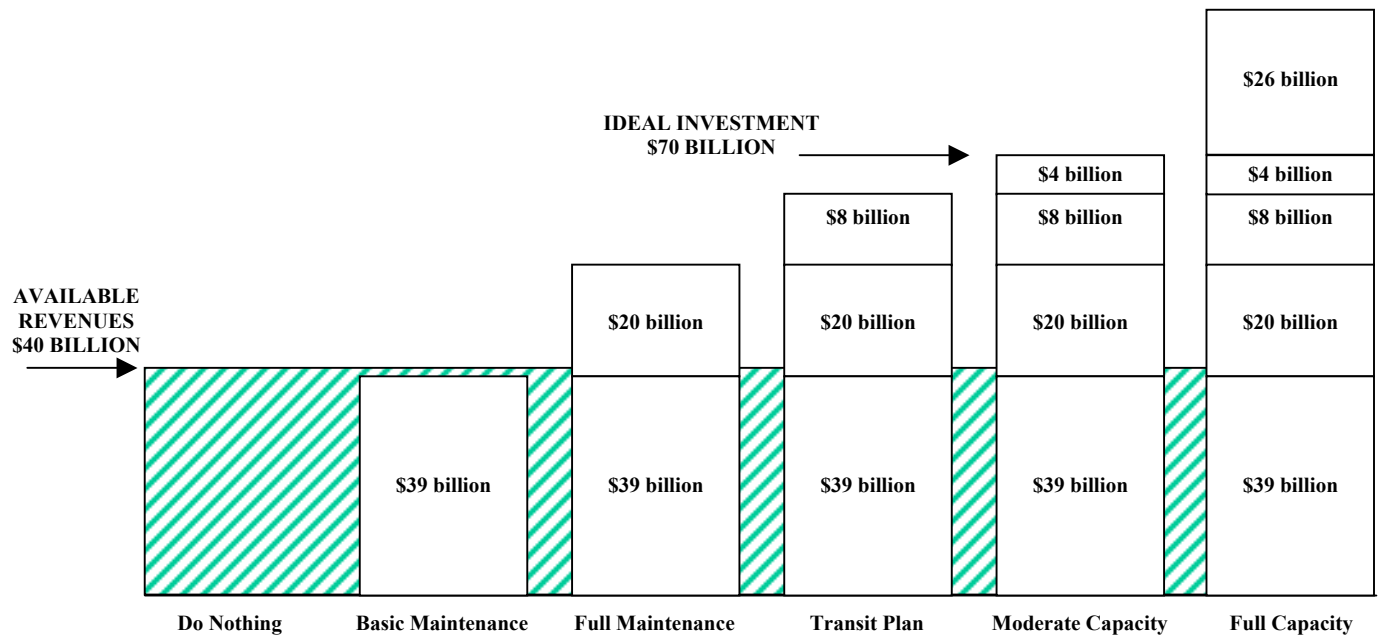 $26 billion
IDEAL INVESTMENT
$70 BILLION
$4 billion
$4 billion
$8 billion
$8 billion
$8 billion
AVAILABLE
REVENUES
$40 BILLION
$20 billion
$20 billion
$20 billion
$20 billion
$39 billion
$39 billion
$39 billion
$39 billion
$39 billion
Do Nothing
Basic Maintenance
Full Maintenance
Transit Plan
Moderate Capacity
Full Capacity